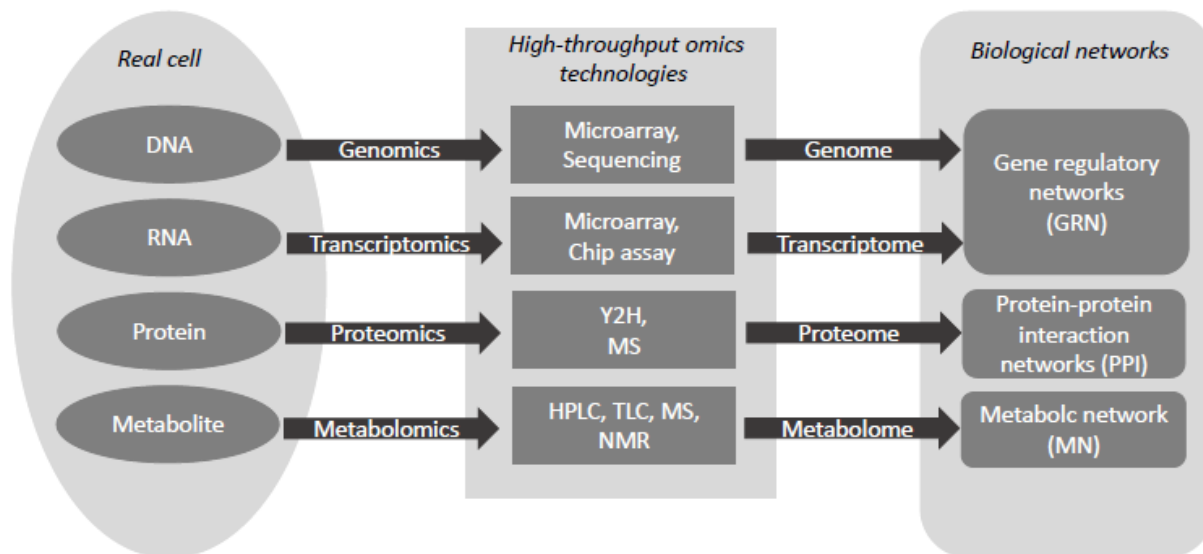 Real cell
High-throughput omics
technologies
Biological networks
DNA
Genomics
Microarray,
Sequencing
Genome
Gene regulatory
networks
(GRN)
RNA
Transcriptomics
Microarray,
Chip assay
Transcriptome
Protein
Proteomics
Y2H,
MS
Proteome
Protein-protein
interaction
networks (PPI)
Metabolite
Metabolomics
HPLC, TLC, MS,
NMR
Metabolome
Metabolc network
(MN)